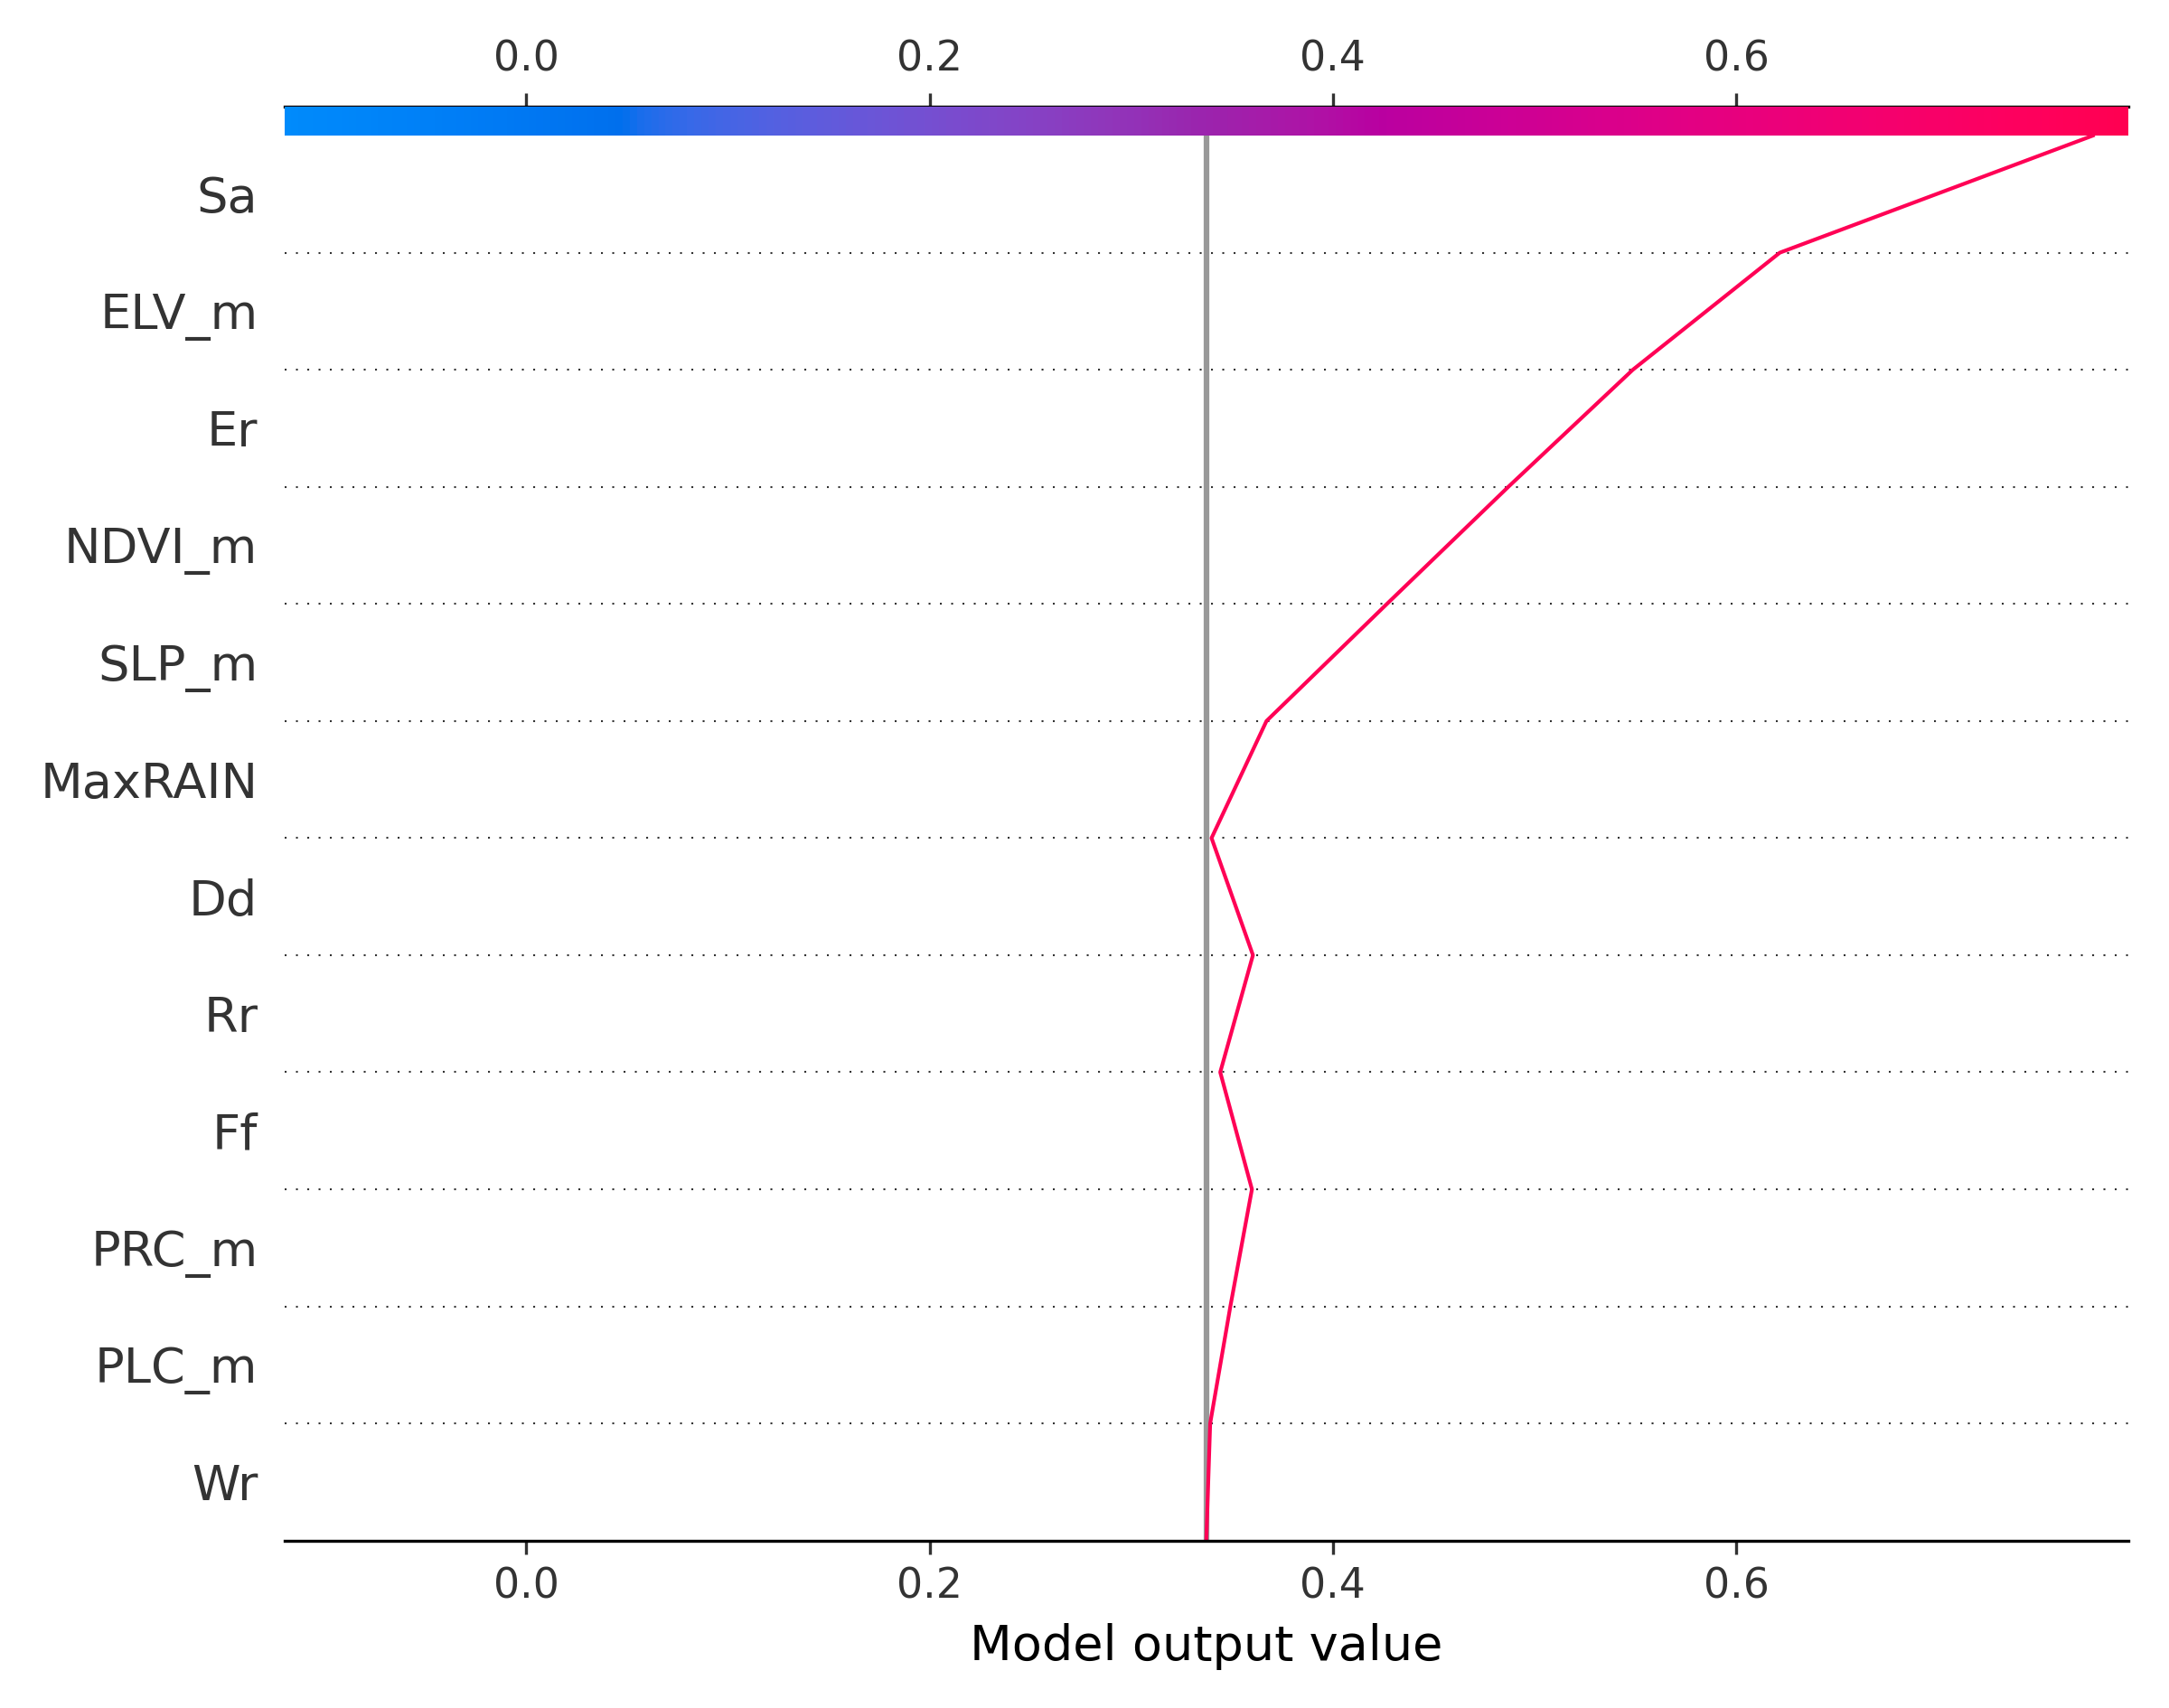 0.0 0.2 0.4 0.6
Sa
ELV_m
Er
NDVI_m
SLP_m
MaxRAIN
Dd
Rr
Ff
PRC_m
PLC_m
Wr
0.0 0.2 0.4 0.6
Model output value